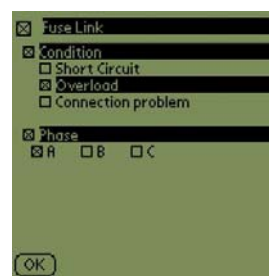 Fuse Link
Condition
Short Circuit
Overload
Connection problem
Phase
A B C
OK